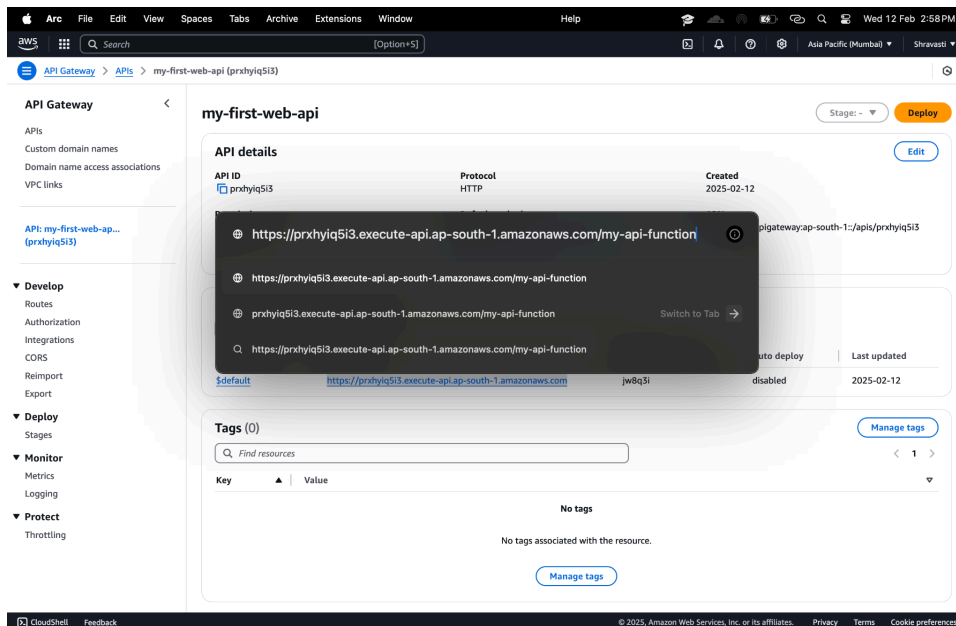 Arc File Edit View Spaces Tabs Archive Extensions Window Help Wed 12 Feb 2:58PM
aws Search [Option+S] Asia Pacific (Mumbai) Shravasti
API Gateway > APIs > my-first-web-api (prxhyiq5i3)
API Gateway
APIs
Custom domain names
Domain name access associations
VPC links
API: my-first-web-ap...
(prxhyiq5i3)
Develop
Routes
Authorization
Integrations
CORS
Reimport
Export
Deploy
Stages
Monitor
Metrics
Logging
Protect
Throttling
my-first-web-api Stage: - Deploy
API details Edit
API ID Protocol Created
prxhyiq5i3 HTTP 2025-02-12
pigateway:ap-south-1::/apis/prxhyiq5i3
https://prxhyiq5i3.execute-api.ap-south-1.amazonaws.com/my-api-function
https://prxhyiq5i3.execute-api.ap-south-1.amazonaws.com/my-api-function
prxhyiq5i3.execute-api.ap-south-1.amazonaws.com/my-api-function Switch to Tab
https://prxhyiq5i3.execute-api.ap-south-1.amazonaws.com/my-api-function
uto deploy Last updated
$default https://prxhyiq5i3.execute-api.ap-south-1.amazonaws.com jw8q3i disabled 2025-02-12
Tags (0) Manage tags
Find resources 1
Key Value
No tags
No tags associated with the resource.
Manage tags
CloudShell Feedback © 2025, Amazon Web Services, Inc. or its affiliates. Privacy Terms Cookie preferences